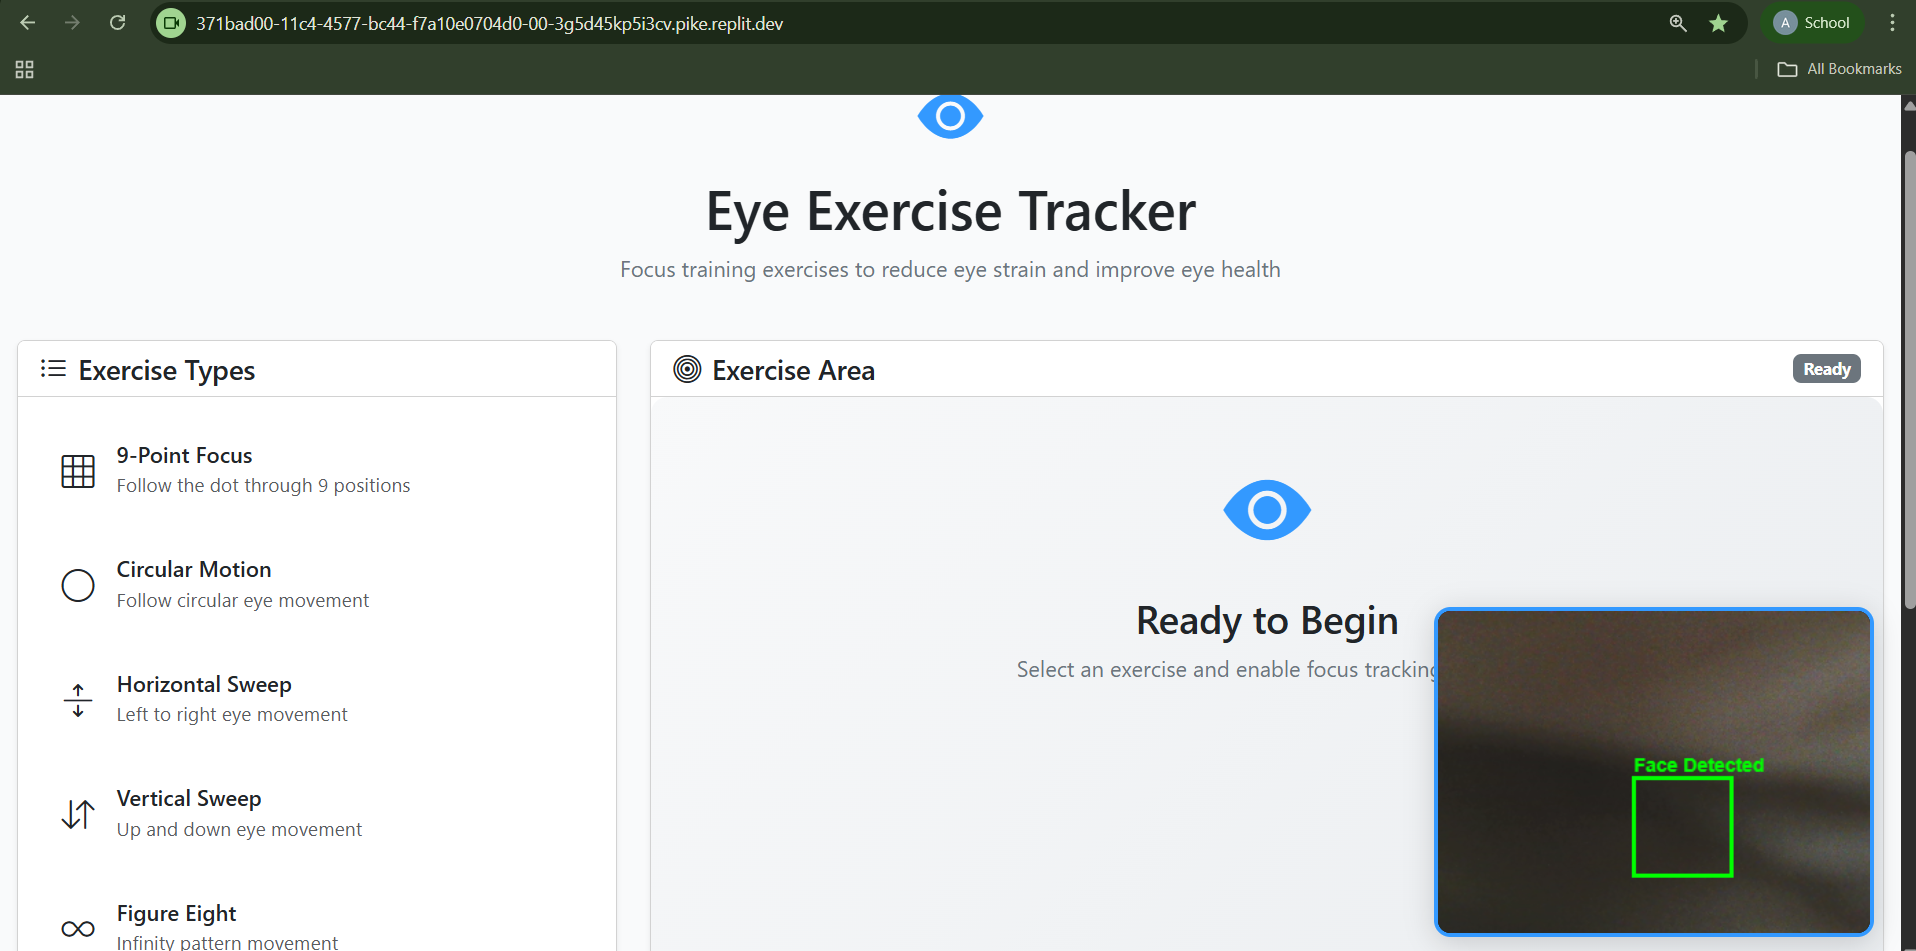 371bad00-11c4-4577-bc44-f7a10e0704d0-00-3g5d45kp5i3cv.pike.replit.dev
A School
All Bookmarks
Eye Exercise Tracker
Focus training exercises to reduce eye strain and improve eye health
Exercise Types
9-Point Focus
Follow the dot through 9 positions
Circular Motion
Follow circular eye movement
Horizontal Sweep
Left to right eye movement
Vertical Sweep
Up and down eye movement
Figure Eight
Infinity pattern movement
Exercise Area
Ready
Ready to Begin
Select an exercise and enable focus tracking
Face Detected